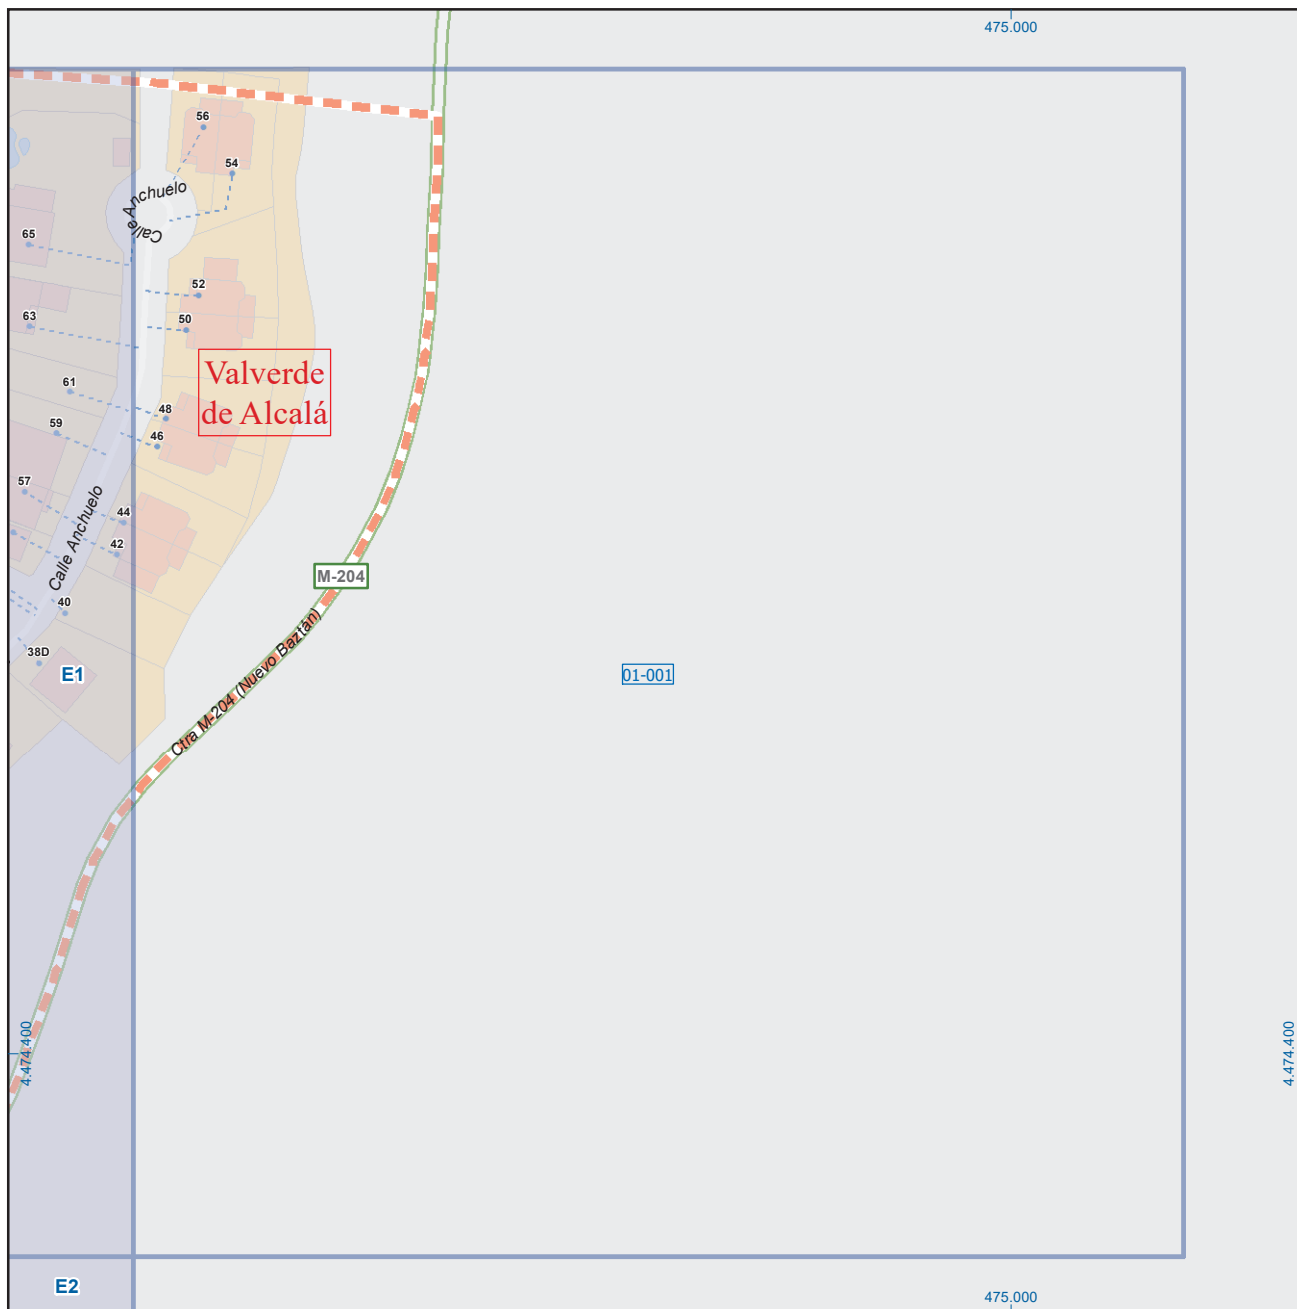 475.000
56
54
Calle Anchuelo
65
52
63
50
Valverde
de Alcalá
61
48
59
46
57
44
Calle Anchuelo
42
M-204
40
Ctra M-204 (Nuevo Baztán)
38D
E1
01-001
4.474.400
4.474.400
E2
475.000